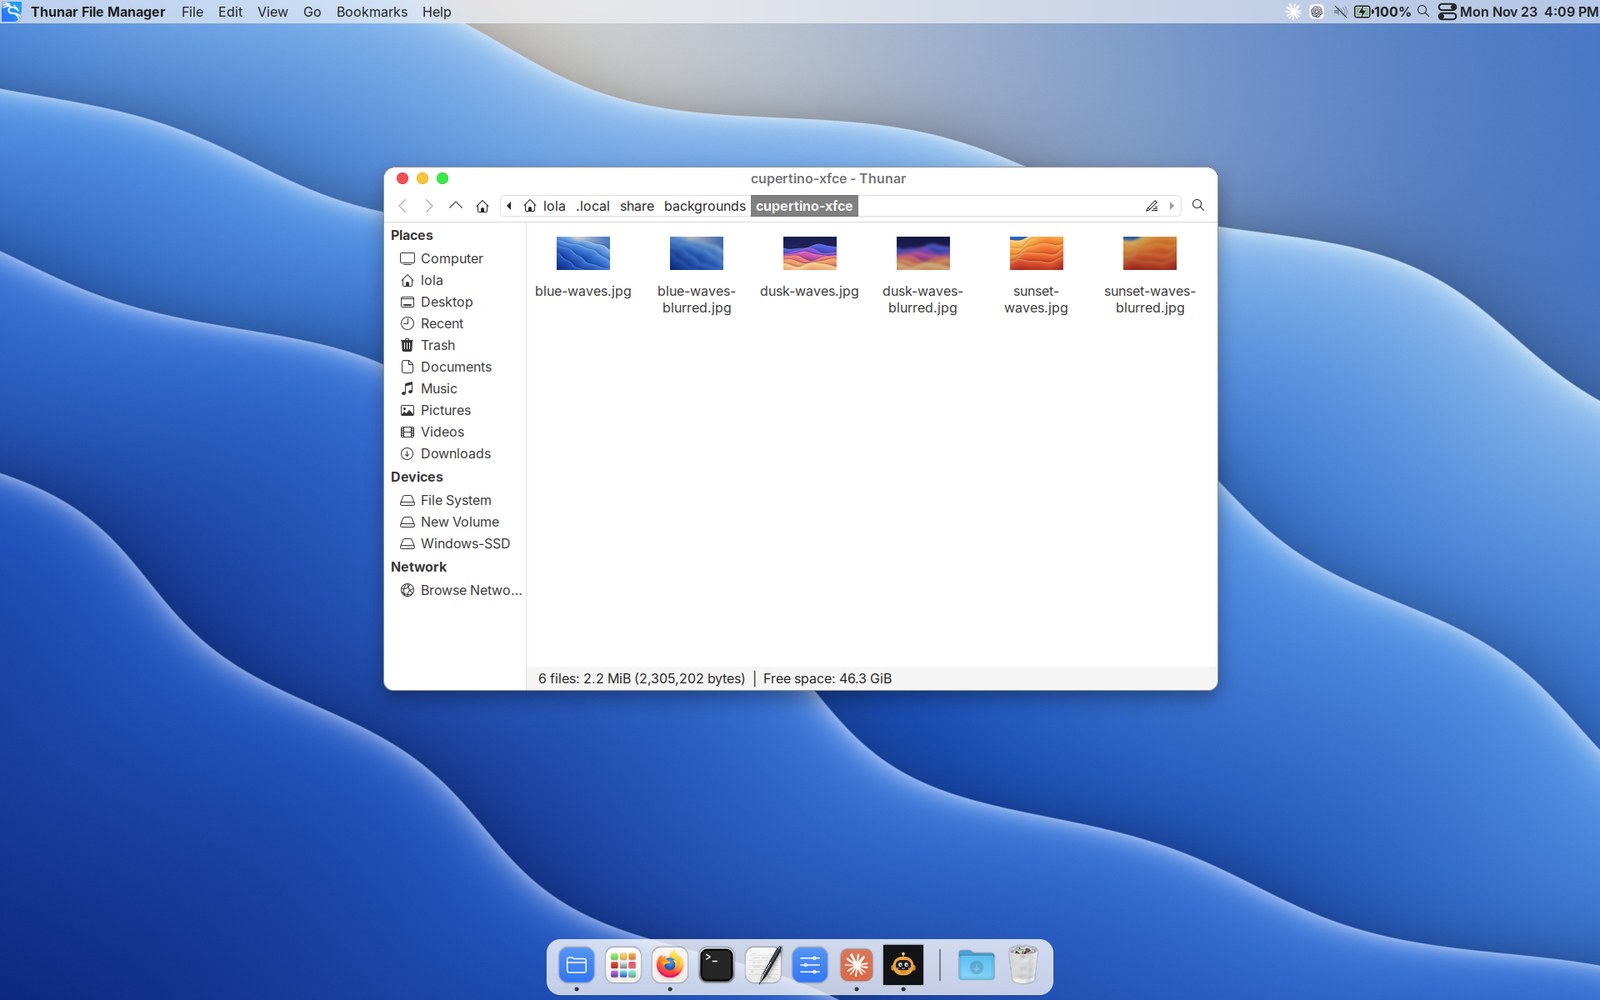 Thunar File Manager File Edit View Go Bookmarks Help
100% Mon Nov 23 4:09 PM
cupertino-xfce - Thunar
lola .local share backgrounds cupertino-xfce
Places
Computer
lola
Desktop
Recent
Trash
Documents
Music
Pictures
Videos
Downloads
Devices
File System
New Volume
Windows-SSD
Network
Browse Netwo...
blue-waves.jpg
blue-waves-
blurred.jpg
dusk-waves.jpg
dusk-waves-
blurred.jpg
sunset-
waves.jpg
sunset-waves-
blurred.jpg
6 files: 2.2 MiB (2,305,202 bytes) | Free space: 46.3 GiB
>_